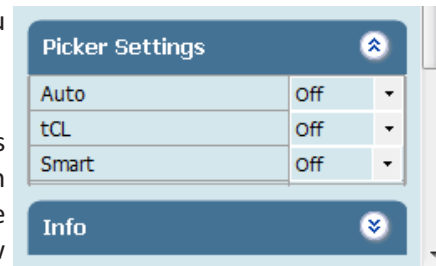 u
Picker Settings
Auto Off
tCL Off
s
Smart Off
n
e
Info
y